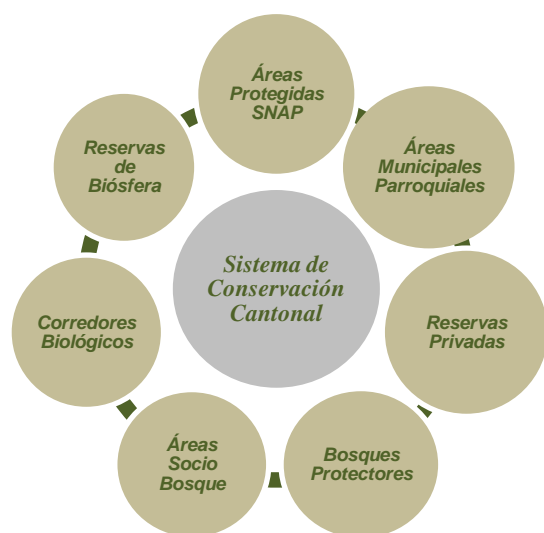 Áreas
Protegidas
SNAP
Áreas
Municipales
Parroquiales
Reservas
Privadas
Bosques
Protectores
Áreas
Socio
Bosque
Corredores
Biológicos
Reservas
de
Biósfera
Sistema de
Conservación
Cantonal